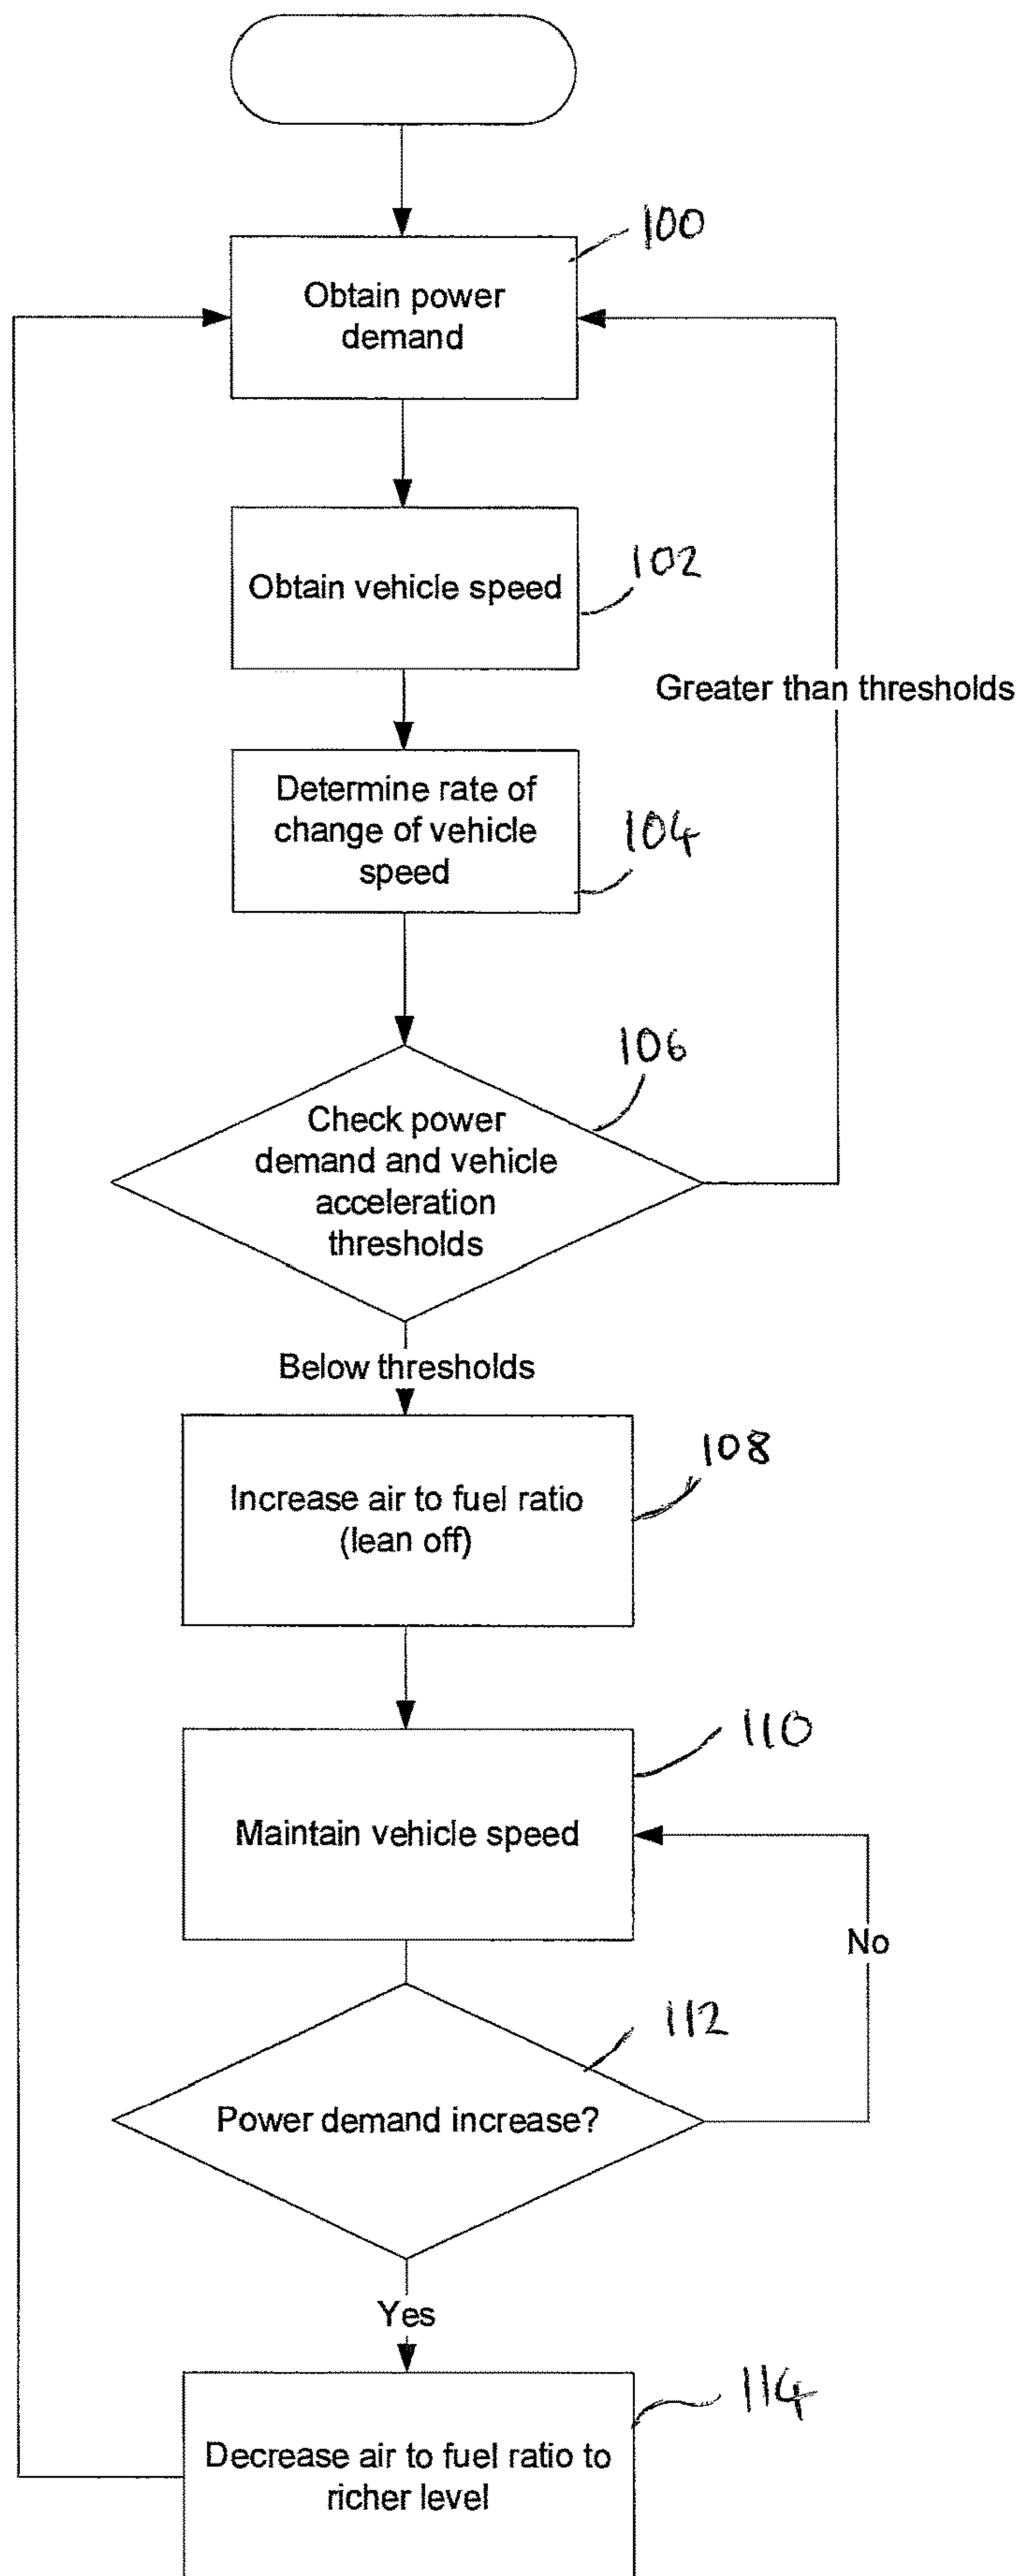 100
Obtain power
demand
102
Obtain vehicle speed
Greater than thresholds
Determine rate of
change of vehicle
speed
104
106
Check power
demand and vehicle
acceleration
thresholds
Below thresholds
108
Increase air to fuel ratio
(lean off)
110
Maintain vehicle speed
No
112
Power demand increase?
Yes
114
Decrease air to fuel ratio to
richer level